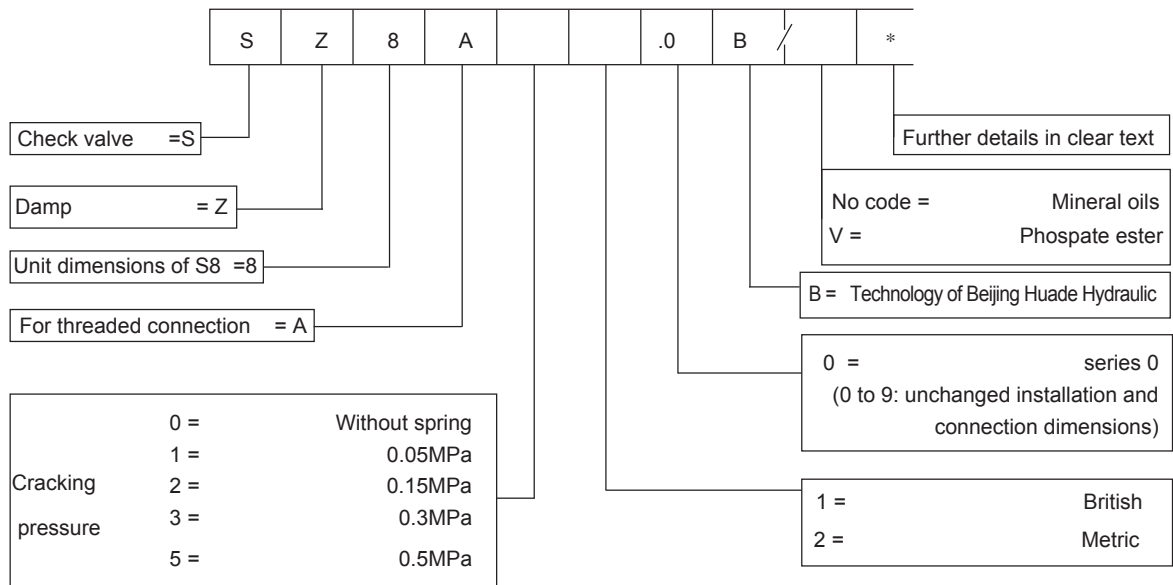 S Z 8 A .0 B / *
Check valve =S
Damp = Z
Unit dimensions of S8 =8
For threaded connection = A
Cracking pressure
0 = Without spring
1 = 0.05MPa
2 = 0.15MPa
3 = 0.3MPa
5 = 0.5MPa
Further details in clear text
No code = Mineral oils
V = Phospate ester
B = Technology of Beijing Huade Hydraulic
0 = series 0
(0 to 9: unchanged installation and
connection dimensions)
1 = British
2 = Metric